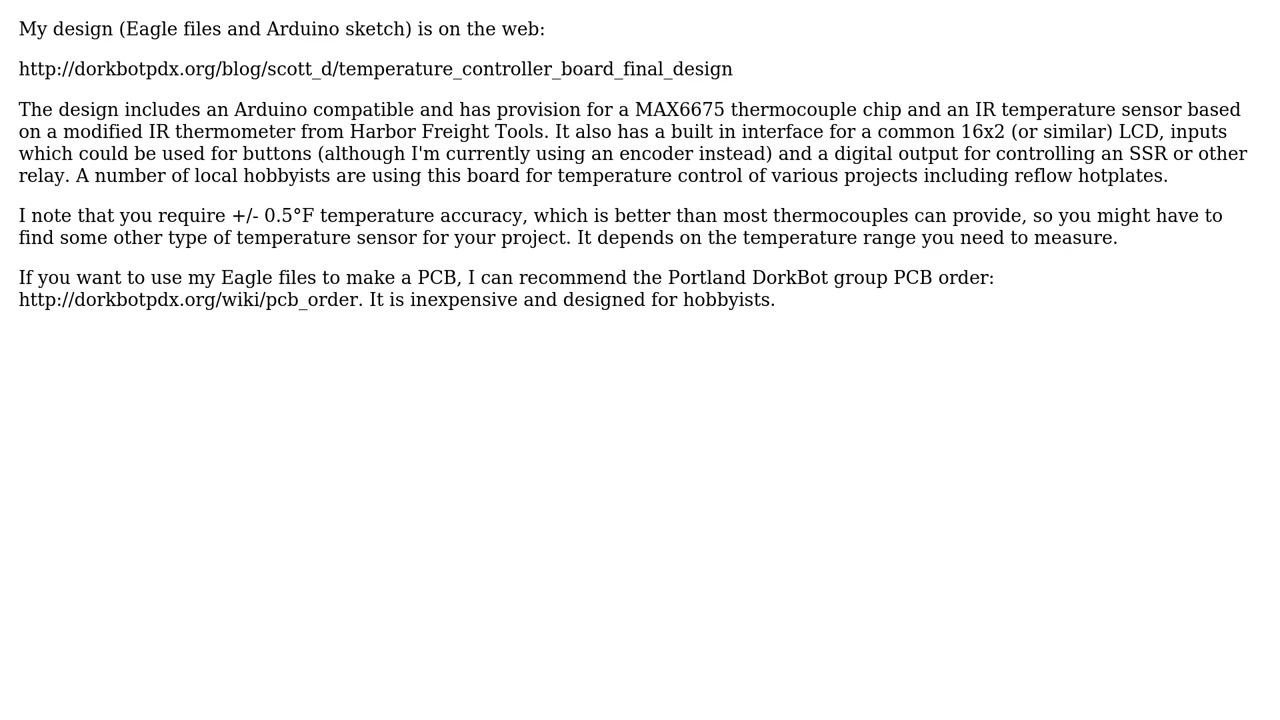 My design (Eagle files and Arduino sketch) is on the web:
http://dorkbotpdx.org/blog/scott_d/temperature_controller_board_final_design
The design includes an Arduino compatible and has provision for a MAX6675 thermocouple chip and an IR temperature sensor based
on a modified IR thermometer from Harbor Freight Tools. It also has a built in interface for a common 16x2 (or similar) LCD, inputs
which could be used for buttons (although I'm currently using an encoder instead) and a digital output for controlling an SSR or other
relay. A number of local hobbyists are using this board for temperature control of various projects including reflow hotplates.
I note that you require +/- 0.5°F temperature accuracy, which is better than most thermocouples can provide, so you might have to
find some other type of temperature sensor for your project. It depends on the temperature range you need to measure.
If you want to use my Eagle files to make a PCB, I can recommend the Portland DorkBot group PCB order:
http://dorkbotpdx.org/wiki/pcb_order. It is inexpensive and designed for hobbyists.